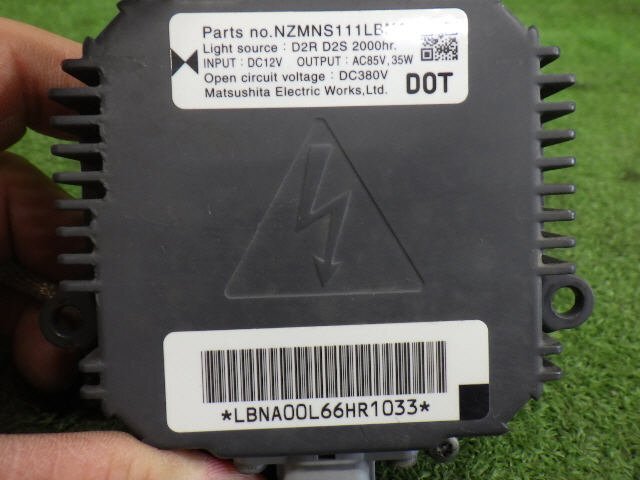 Parts no.NZMNS111LBNA
Light source : D2R D2S 2000hr.
INPUT : DC12V OUTPUT : AC85V,35W
Open circuit voltage : DC380V
Matsushita Electric Works,Ltd.
DOT
*LBNA00L66HR1033*